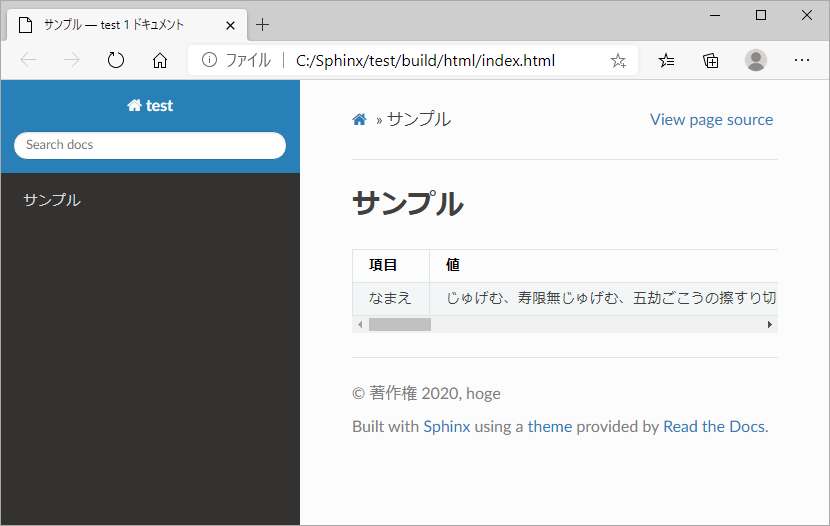 サンプル — test 1 ドキュメント
ファイル | C:/Sphinx/test/build/html/index.html
test
Search docs
サンプル
» サンプル
View page source
サンプル
項目 値
なまえ じゅげむ、寿限無じゅげむ、五劫ごこうの擦すり切
© 著作権 2020, hoge
Built with Sphinx using a theme provided by Read the Docs.